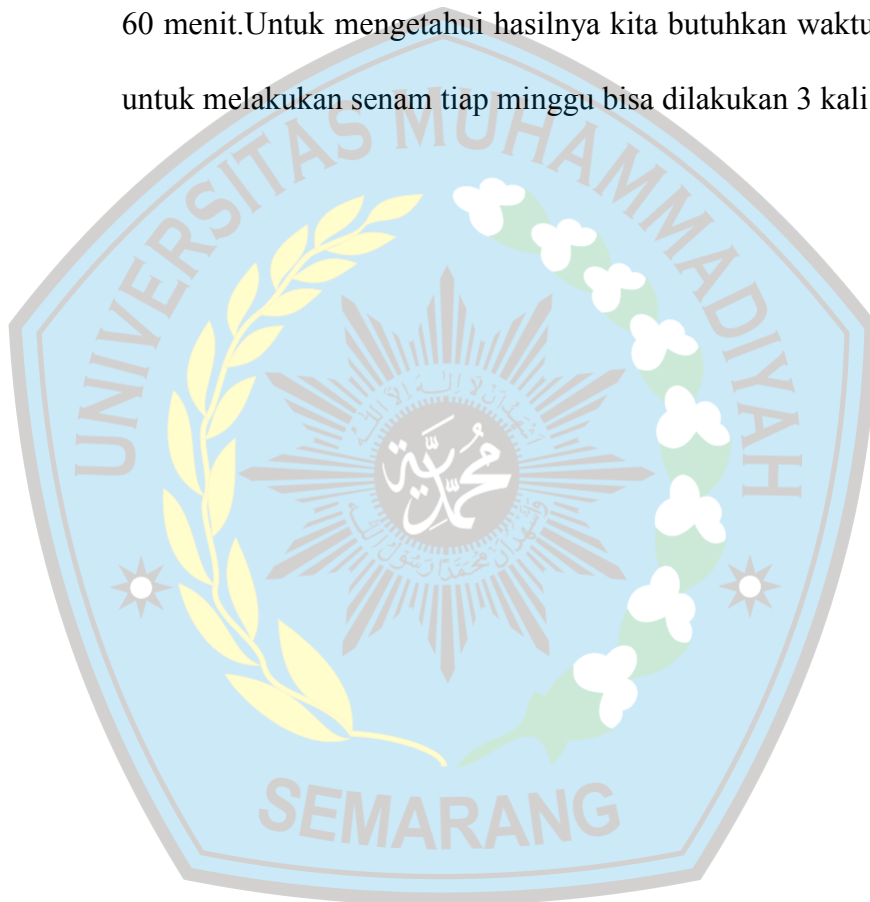 60 menit.Untuk mengetahui hasilnya kita butuhkan waktu
untuk melakukan senam tiap minggu bisa dilakukan 3 kali
UNIVERSITAS MUHAMMADIYAH
محمدية
SEMARANG